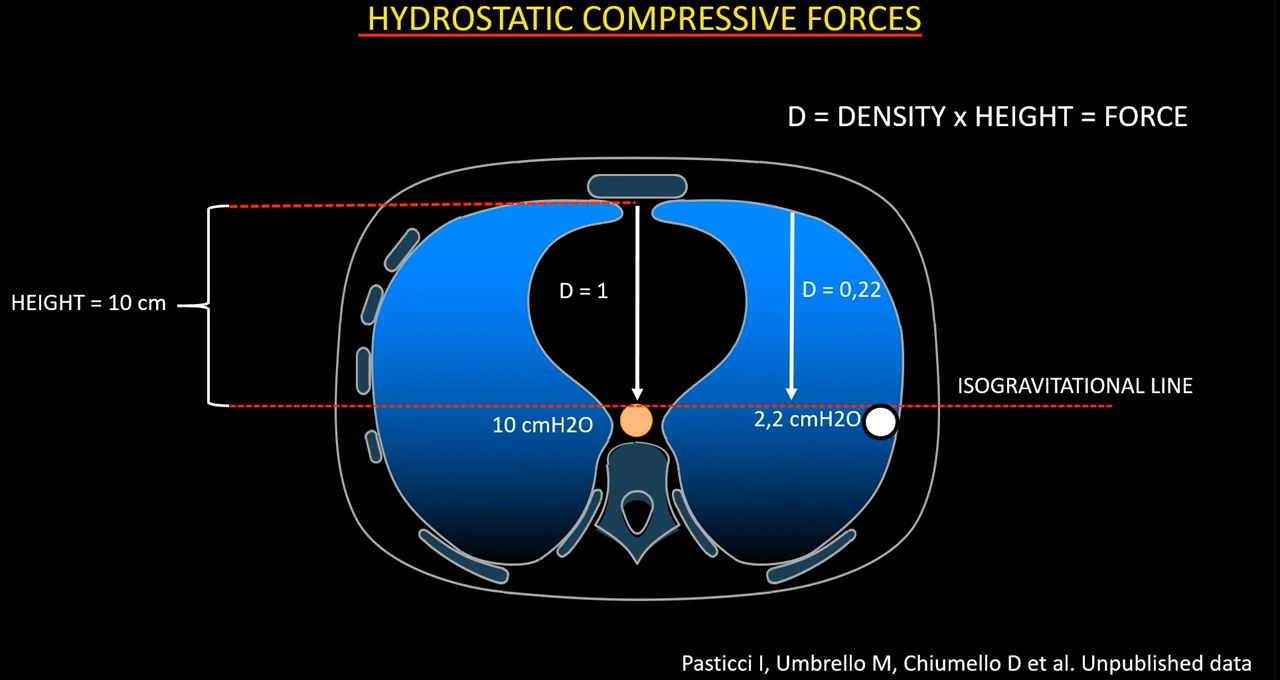 HYDROSTATIC COMPRESSIVE FORCES
D = DENSITY x HEIGHT = FORCE
HEIGHT = 10 cm
D = 1
D = 0,22
ISOGRAVITATIONAL LINE
10 cmH2O
2,2 cmH2O
Pasticci I, Umbrello M, Chiumello D et al. Unpublished data